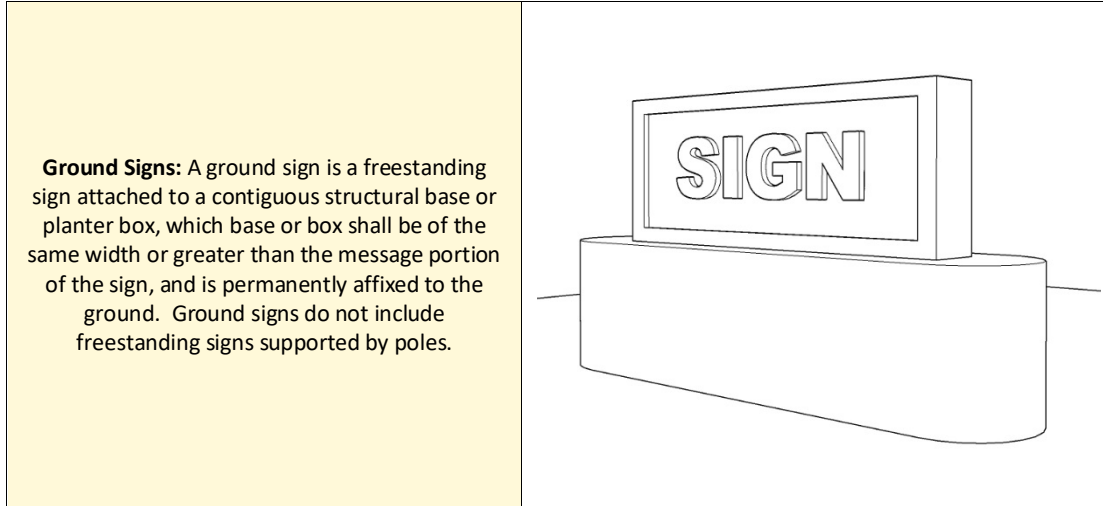 Ground Signs: A ground sign is a freestanding
sign attached to a contiguous structural base or
planter box, which base or box shall be of the
same width or greater than the message portion
of the sign, and is permanently affixed to the
ground.  Ground signs do not include
freestanding signs supported by poles.
SIGN